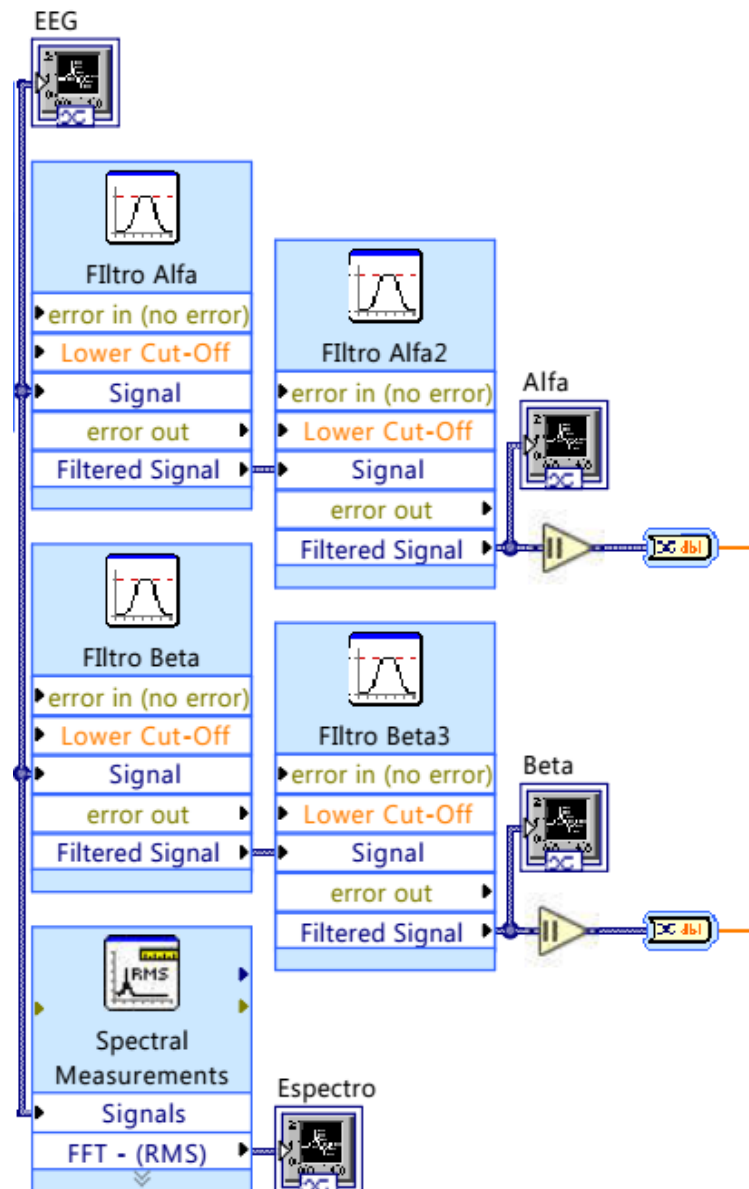 EEG
FIltro Alfa
error in (no error)
Lower Cut-Off
Signal
error out
Filtered Signal
FIltro Alfa2
error in (no error)
Lower Cut-Off
Signal
error out
Filtered Signal
Alfa
dbl
FIltro Beta
error in (no error)
Lower Cut-Off
Signal
error out
Filtered Signal
FIltro Beta3
error in (no error)
Lower Cut-Off
Signal
error out
Filtered Signal
Beta
dbl
RMS
Spectral
Measurements
Signals
FFT - (RMS)
Espectro